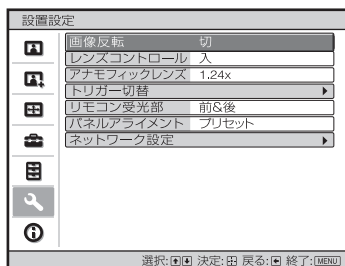 設置設定
画像反転 切
レンズコントロール 入
アナモフィックレンズ 1.24x
トリガー切替
リモコン受光部 前&後
パネルアライメント プリセット
ネットワーク設定
選択: 決定: 戻る: 終了:MENU